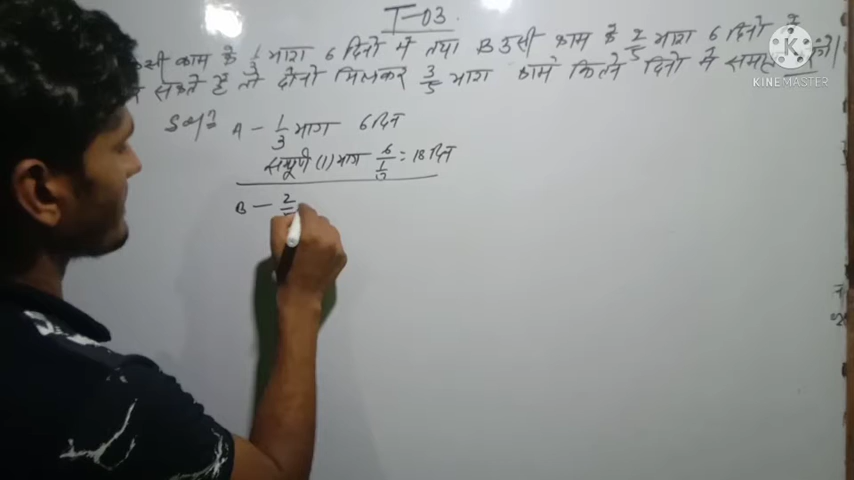 T-03
किसी काम के 1/3 भाग 6 दिनों में तथा B उसी काम के 2/5 भाग 6 दिनों में
सकते हैं तो दोनों मिलकर 3/5 भाग काम कितने दिनों में समाप्त
K
KINEMASTER
Sol?
A - 1/3 भाग 6 दिन
सम्पूर्ण (1) भाग 6/(1/3) = 18 दिन
B - 2